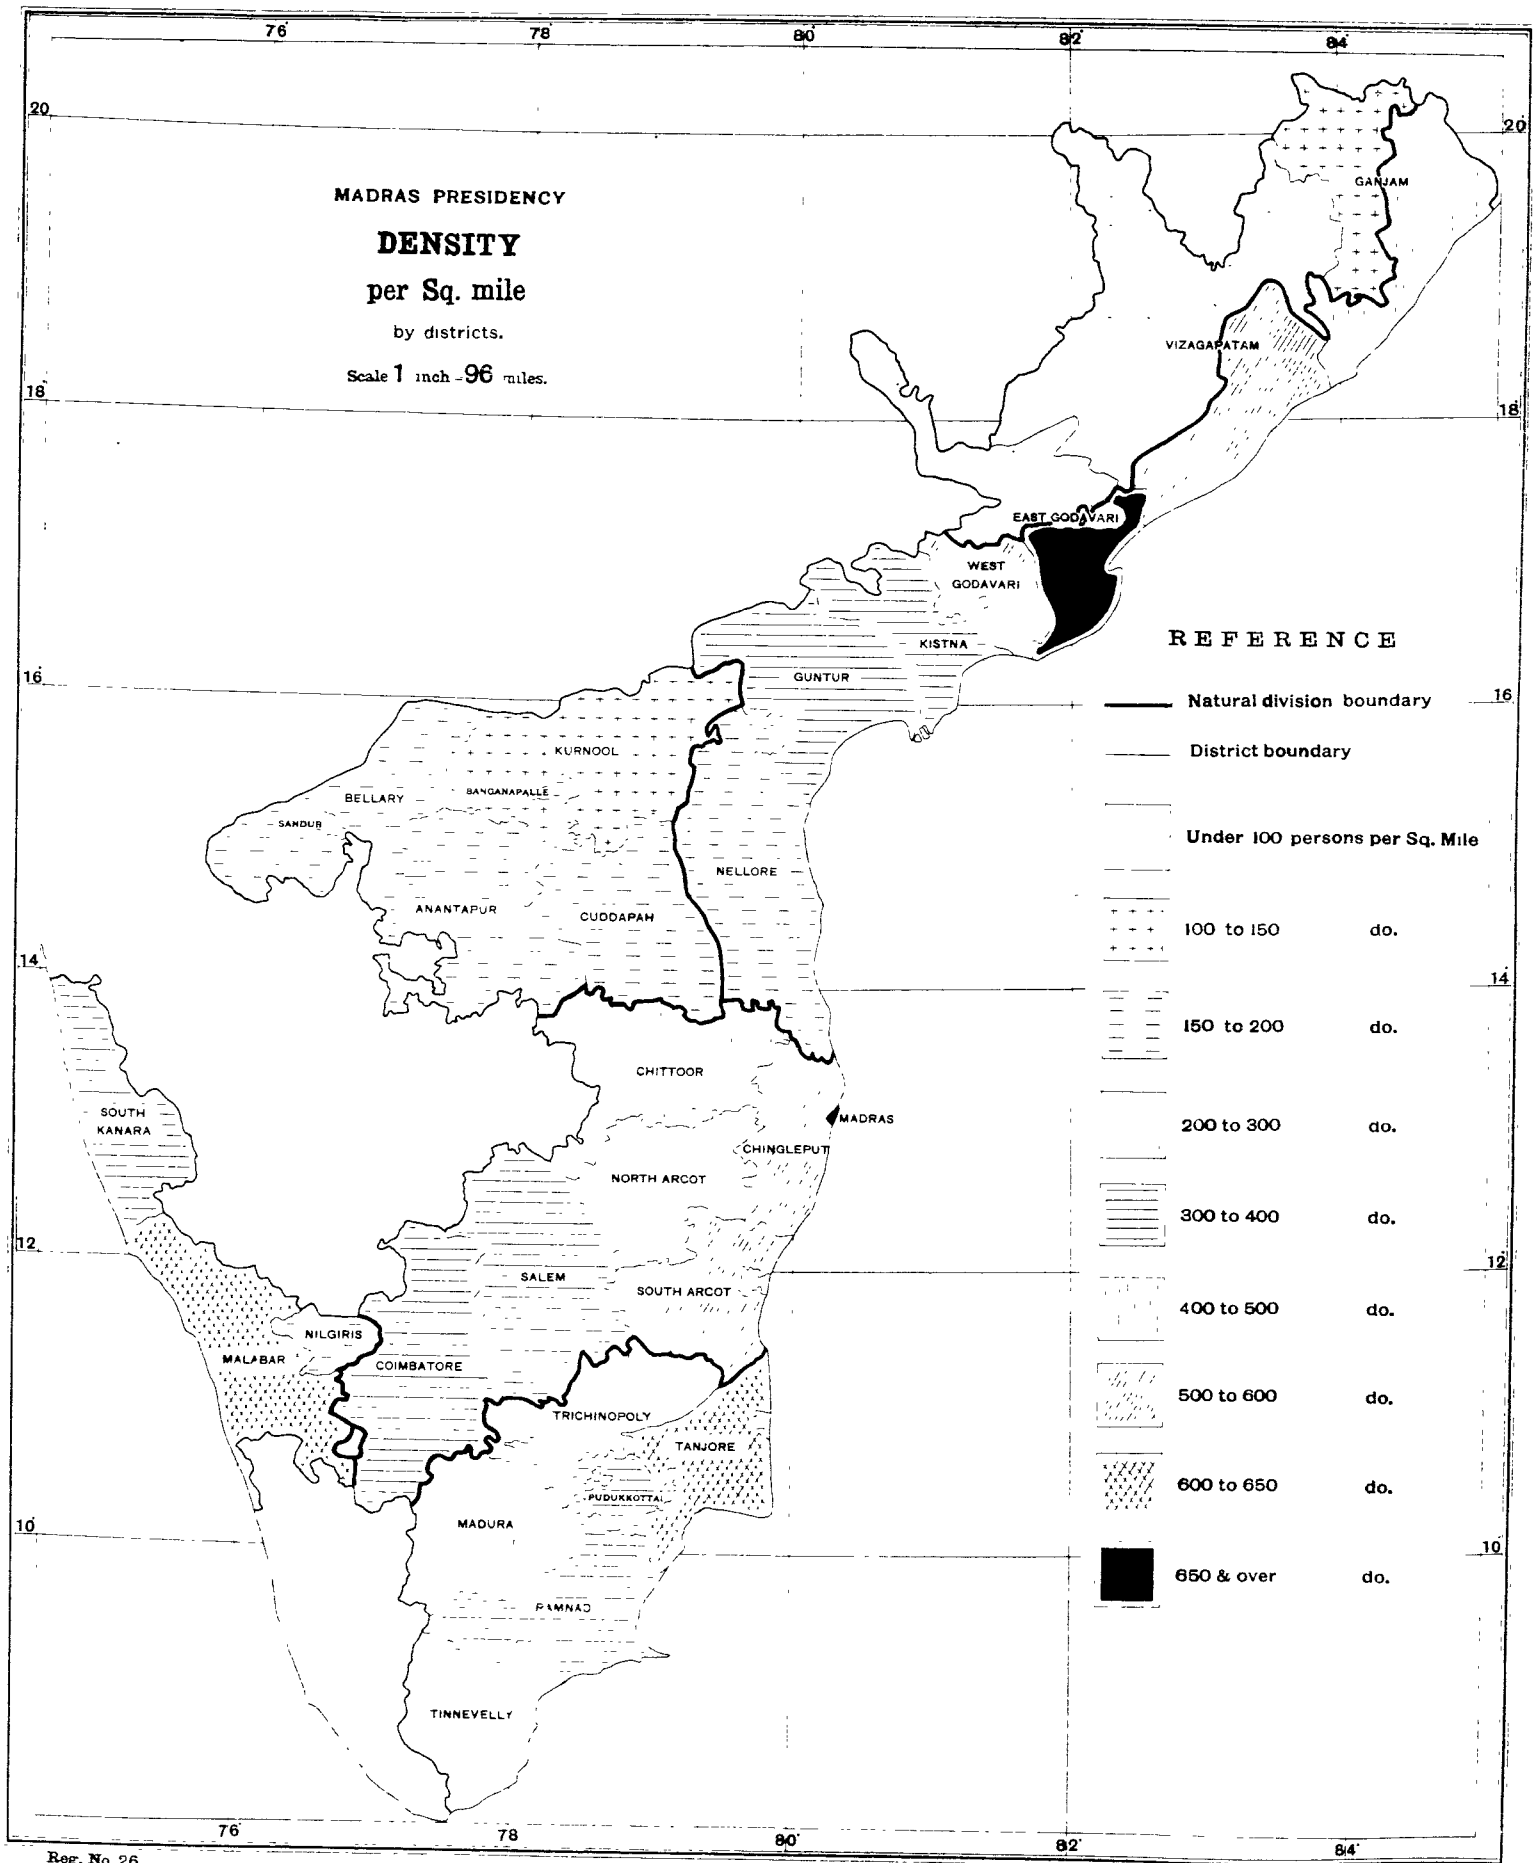 76° 78 80° 82° 84°
20°
20°
MADRAS PRESIDENCY
DENSITY
per Sq. mile
by districts.
Scale 1 inch = 96 miles.
GANJAM
VIZAGAPATAM
18°
18°
EAST GODAVARI
WEST
GODAVARI
KISTNA
GUNTUR
16°
16°
KURNOOL
BANGANAPALLE
BELLARY
SANDUR
NELLORE
ANANTAPUR
CUDDAPAH
14°
14°
CHITTOOR
SOUTH
KANARA
MADRAS
CHINGLEPUT
NORTH ARCOT
12°
12°
SALEM
SOUTH ARCOT
NILGIRIS
MALABAR
COIMBATORE
TRICHINOPOLY
TANJORE
PUDUKKOTTAI
MADURA
10°
10°
RAMNAD
TINNEVELLY
REFERENCE
Natural division boundary
District boundary
Under 100 persons per Sq. Mile
100 to 150 do.
150 to 200 do.
200 to 300 do.
300 to 400 do.
400 to 500 do.
500 to 600 do.
600 to 650 do.
650 & over do.
76° 78 80° 82° 84°
Reg. No 26